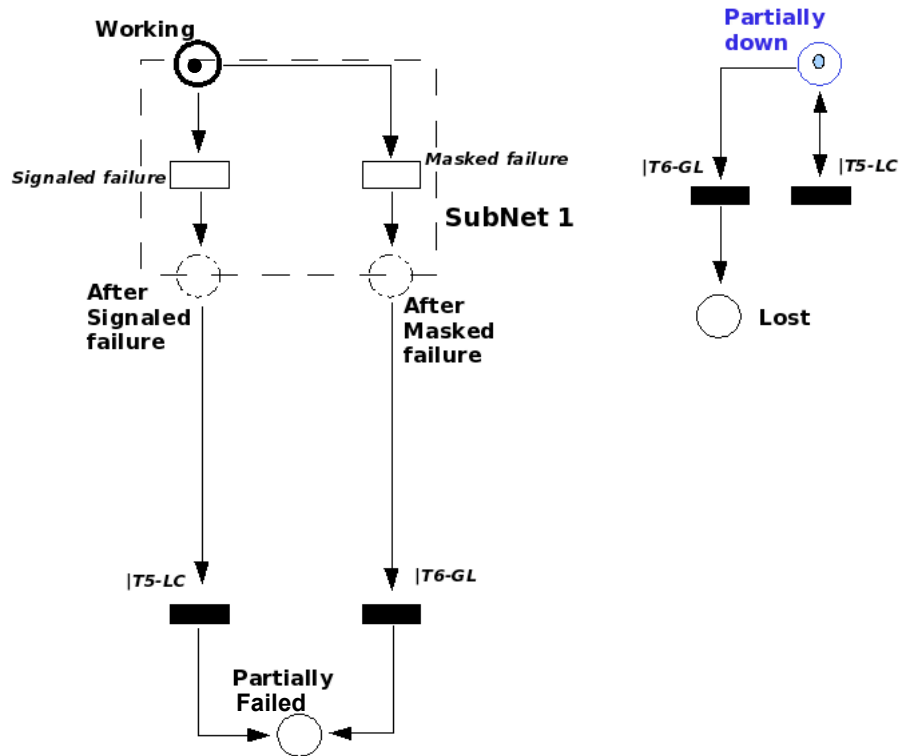 Working
Partially
down
Signaled failure
Masked failure
|T6-GL
|T5-LC
SubNet 1
After
Signaled
failure
After
Masked
failure
Lost
|T5-LC
|T6-GL
Partially
Failed